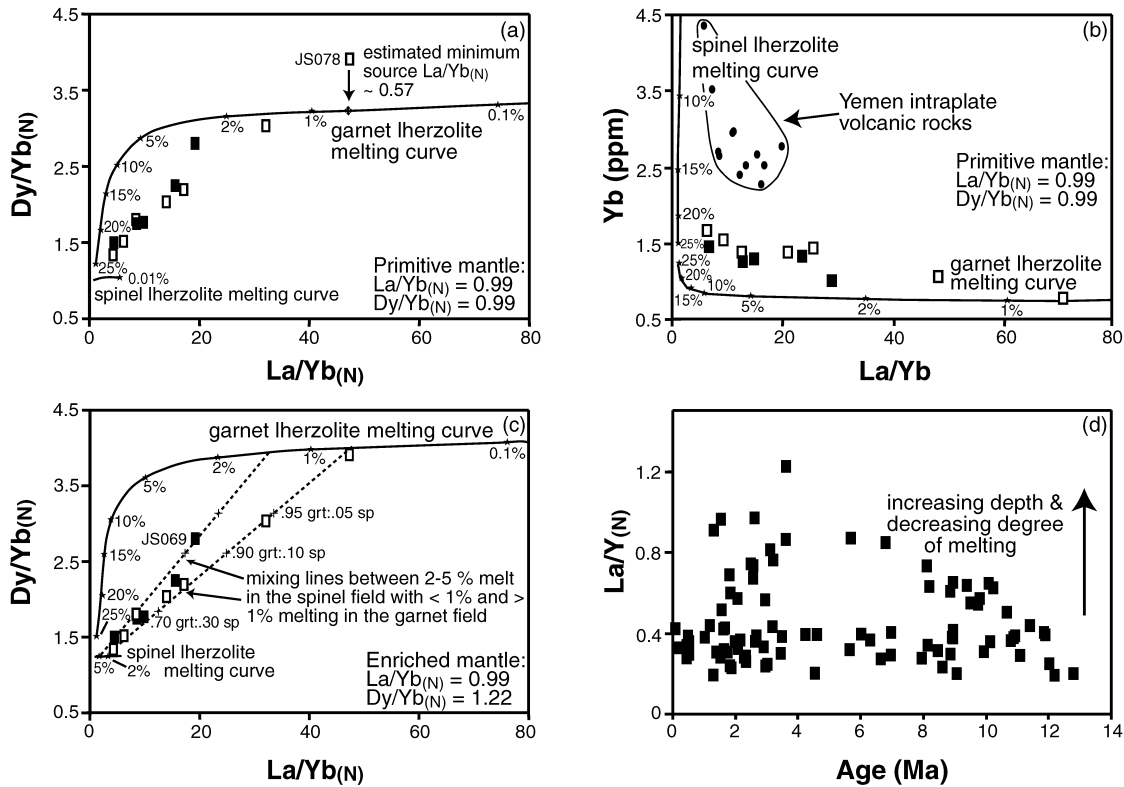 (a)
4.5
3.5
2.5
1.5
0.5
Dy/Yb(N)
JS078
estimated minimum
source La/Yb(N)
~ 0.57
0.1%
1%
2%
5%
10%
15%
20%
25%
garnet lherzolite
melting curve
0.01%
spinel lherzolite melting curve
Primitive mantle:
La/Yb(N) = 0.99
Dy/Yb(N) = 0.99
0
20
40
60
80
La/Yb(N)
(b)
4.5
3.5
2.5
1.5
0.5
Yb (ppm)
spinel lherzolite
melting curve
10%
15%
20%
25%
Yemen intraplate
volcanic rocks
Primitive mantle:
La/Yb(N) = 0.99
Dy/Yb(N) = 0.99
garnet lherzolite
melting curve
25%
20%
15%
10%
5%
2%
1%
0
20
40
60
80
La/Yb
(c)
4.5
3.5
2.5
1.5
0.5
Dy/Yb(N)
garnet lherzolite melting curve
0.1%
1%
2%
5%
10%
15%
20%
25%
JS069
.95 grt:.05 sp
.90 grt:.10 sp
mixing lines between 2-5 % melt
in the spinel field with < 1% and >
1% melting in the garnet field
.70 grt:.30 sp
spinel lherzolite
melting curve
5%
2%
Enriched mantle:
La/Yb(N) = 0.99
Dy/Yb(N) = 1.22
0
20
40
60
80
La/Yb(N)
(d)
1.2
0.8
0.4
0
La/Y(N)
increasing depth &
decreasing degree
of melting
0
2
4
6
8
10
12
14
Age (Ma)